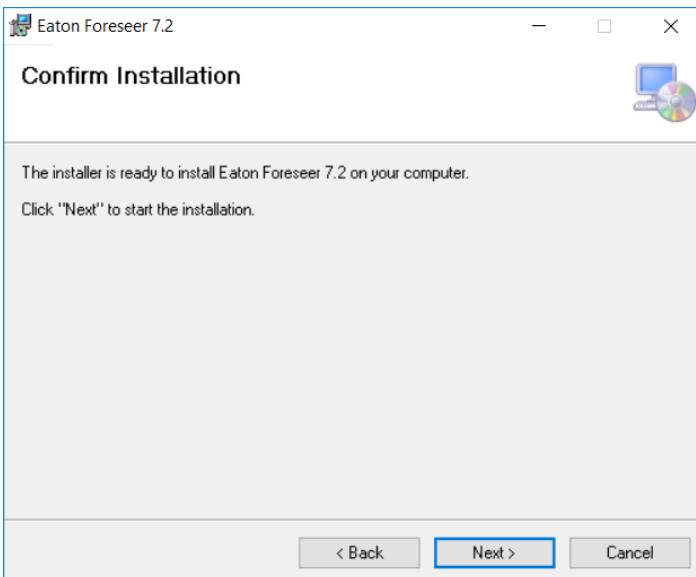 Eaton Foreseer 7.2
Confirm Installation
The installer is ready to install Eaton Foreseer 7.2 on your computer.
Click "Next" to start the installation.
< Back
Next >
Cancel